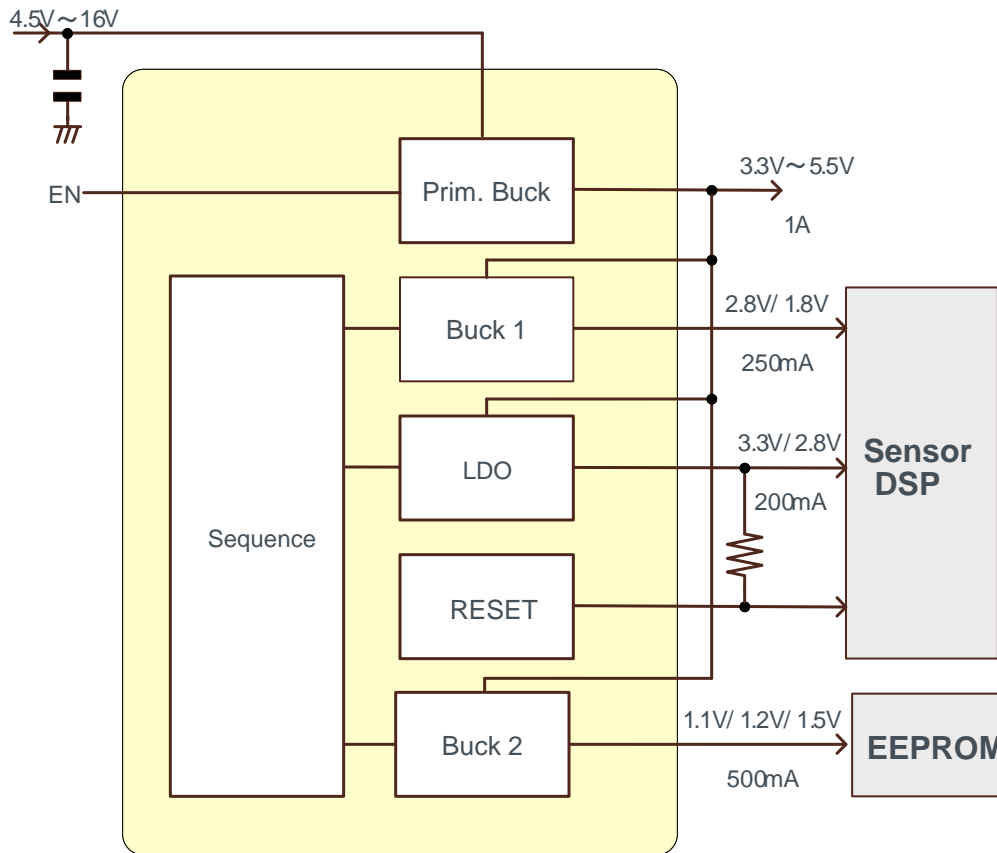 4.5V～16V
EN
Prim. Buck
3.3V～5.5V
1A
Buck 1
2.8V/ 1.8V
250mA
LDO
3.3V/ 2.8V
200mA
Sensor
DSP
Sequence
RESET
Buck 2
1.1V/ 1.2V/ 1.5V
500mA
EEPROM